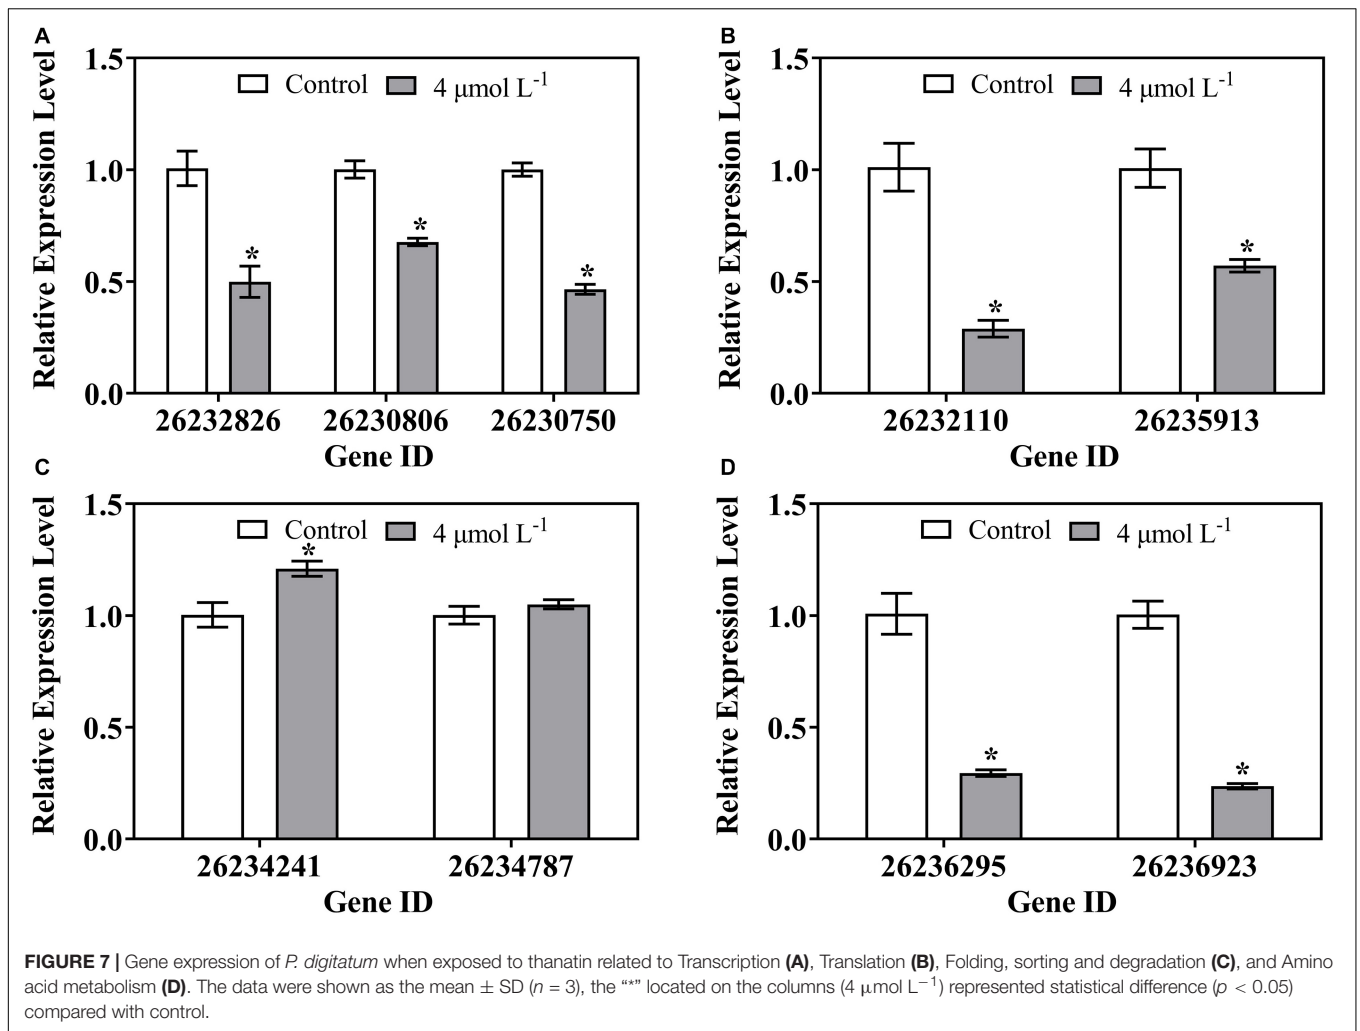 A
Relative Expression Level
1.5
1.0
0.5
0.0
Control 4 μmol L⁻¹
*
*
*
26232826 26230806 26230750
Gene ID
B
Relative Expression Level
1.5
1.0
0.5
0.0
Control 4 μmol L⁻¹
*
*
26232110 26235913
Gene ID
C
Relative Expression Level
1.5
1.0
0.5
0.0
Control 4 μmol L⁻¹
*
26234241 26234787
Gene ID
D
Relative Expression Level
1.5
1.0
0.5
0.0
Control 4 μmol L⁻¹
*
*
26236295 26236923
Gene ID
FIGURE 7 | Gene expression of P. digitatum when exposed to thanatin related to Transcription (A), Translation (B), Folding, sorting and degradation (C), and Amino
acid metabolism (D). The data were shown as the mean ± SD (n = 3), the “*” located on the columns (4 μmol L⁻¹) represented statistical difference (p < 0.05)
compared with control.